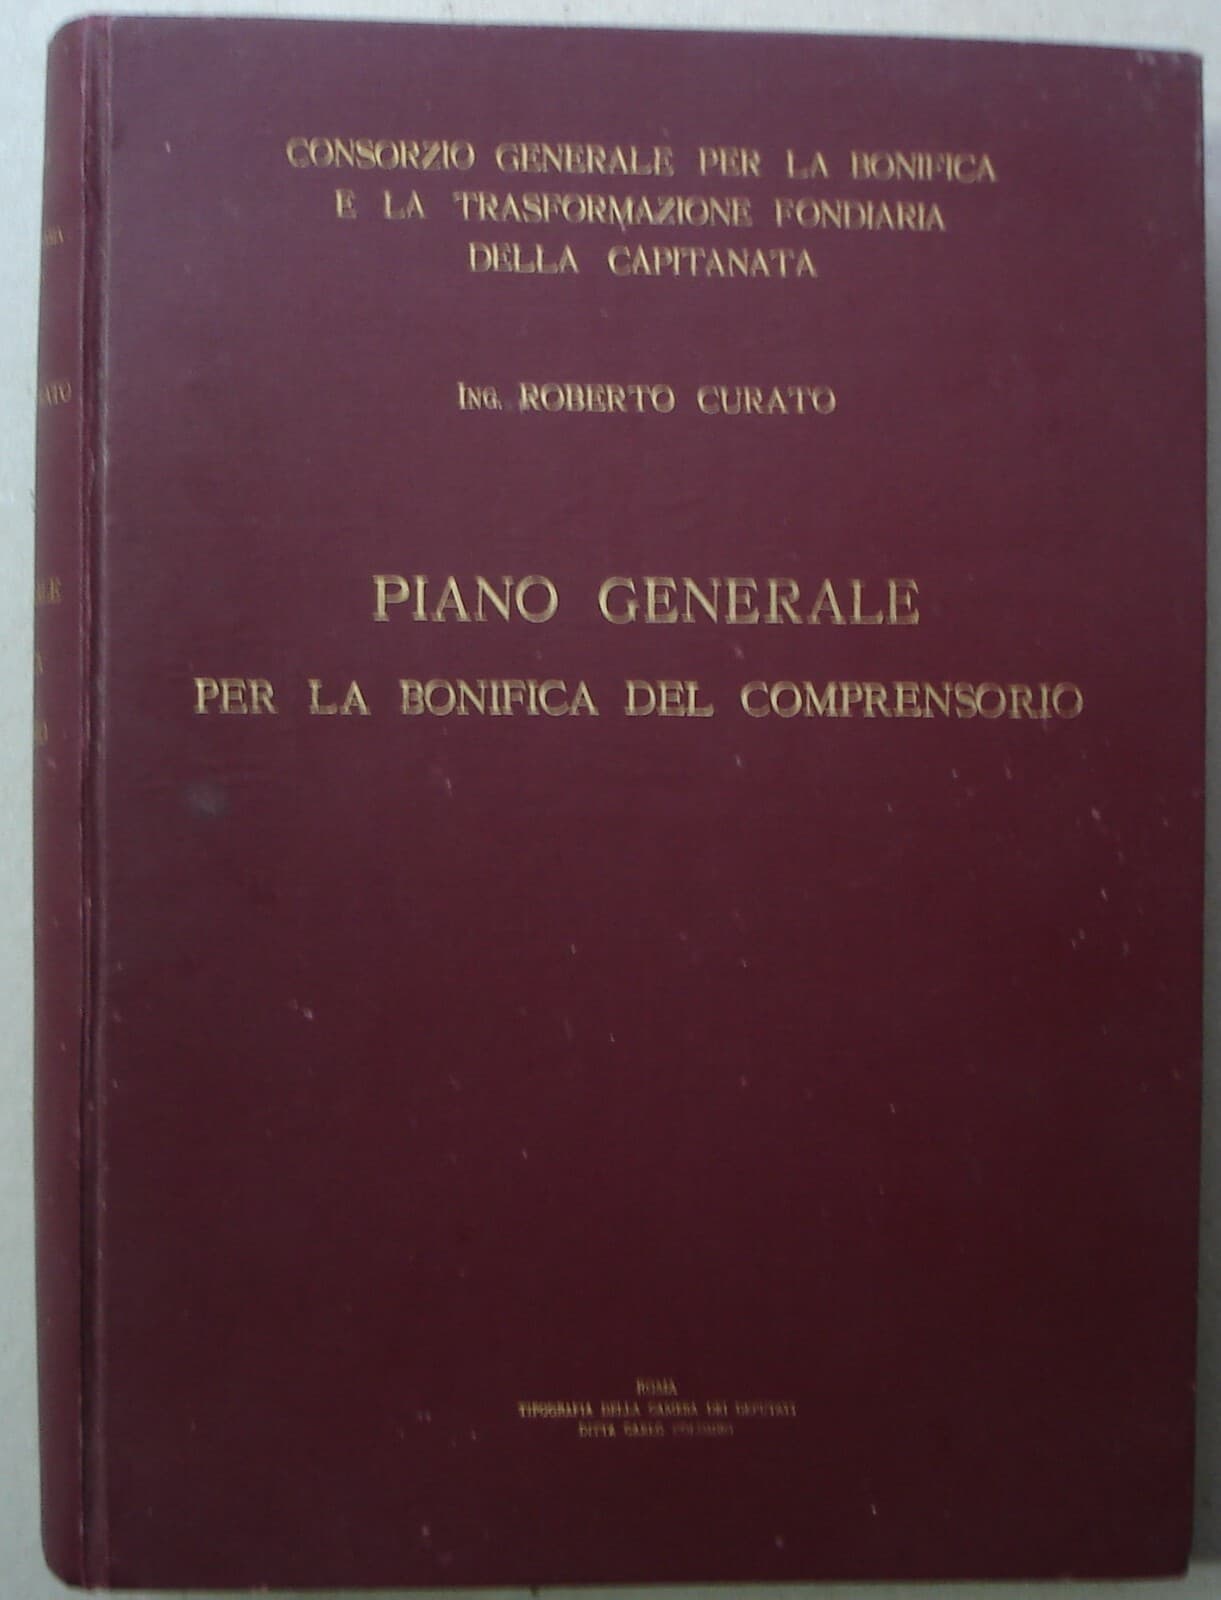 CONSORZIO GENERALE PER LA BONIFICA
E LA TRASFORMAZIONE FONDIARIA
DELLA CAPITANATA
ING. ROBERTO CURATO
PIANO GENERALE
PER LA BONIFICA DEL COMPRENSORIO
ROMA
TIPOGRAFIA DELLA CAMERA DEI DEPUTATI
DITTA CARLO COLOMBO